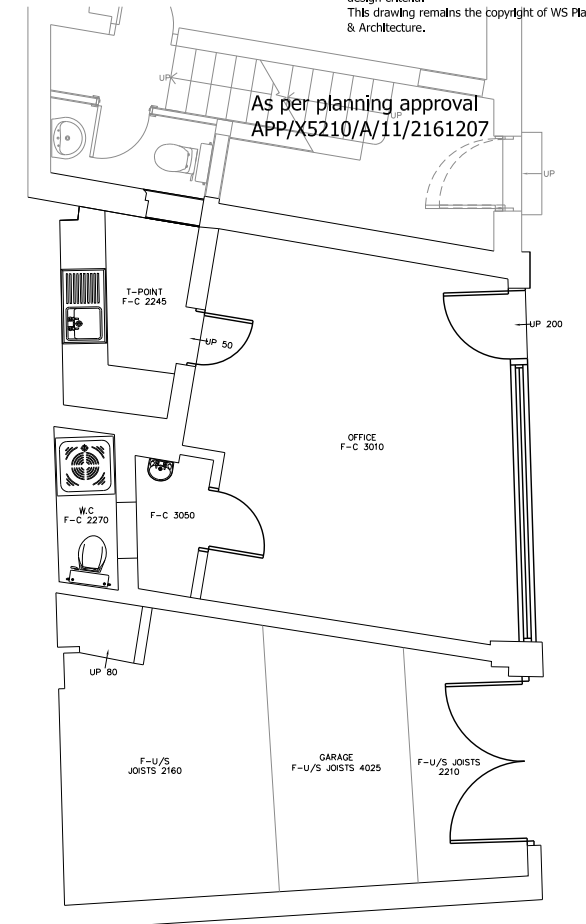 This drawing remains the copyright of WS Pla
& Architecture.
UP
As per planning approval
APP/X5210/A/11/2161207
UP
UP
T-POINT
F-C 2245
UP 200
UP 50
OFFICE
F-C 3010
W.C
F-C 2270
F-C 3050
UP 80
F-U/S
JOISTS 2160
GARAGE
F-U/S JOISTS 4025
F-U/S JOISTS
2210